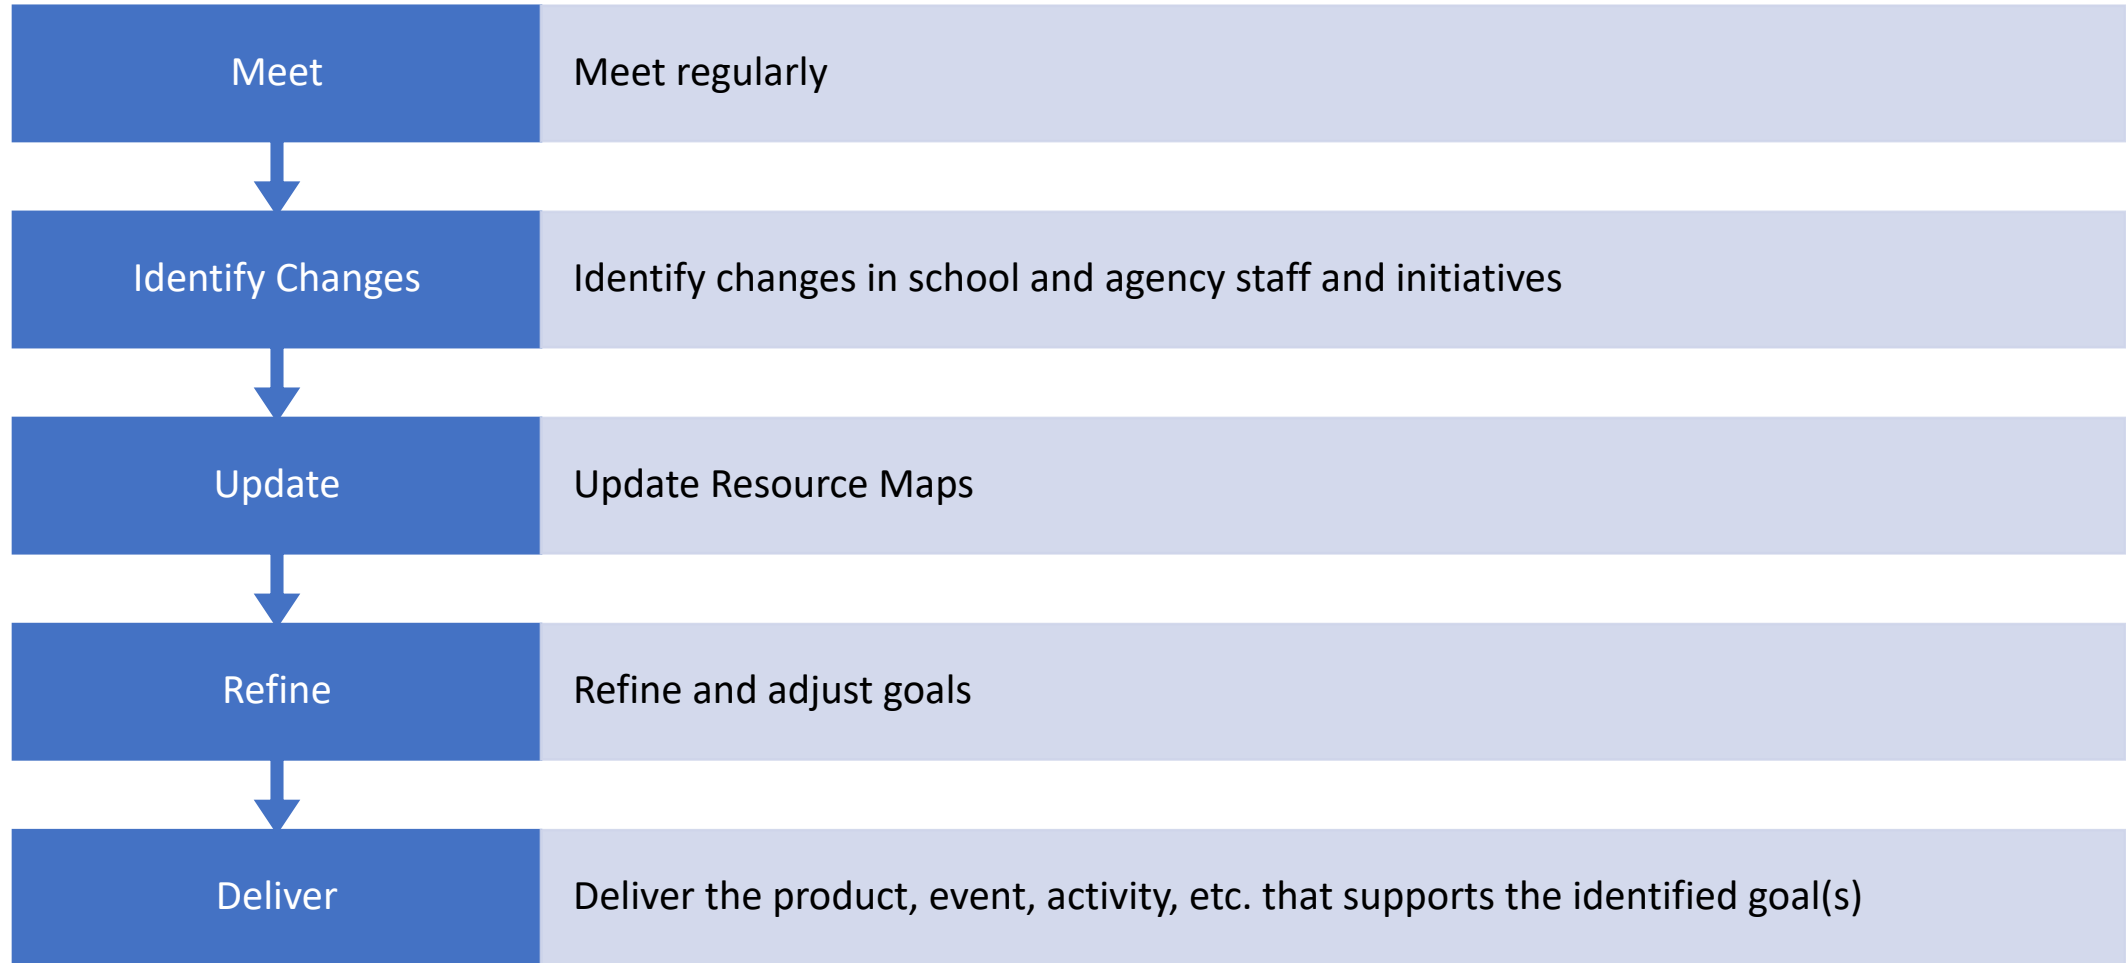 Meet
Meet regularly
Identify Changes
Identify changes in school and agency staff and initiatives
Update
Update Resource Maps
Refine
Refine and adjust goals
Deliver
Deliver the product, event, activity, etc. that supports the identified goal(s)